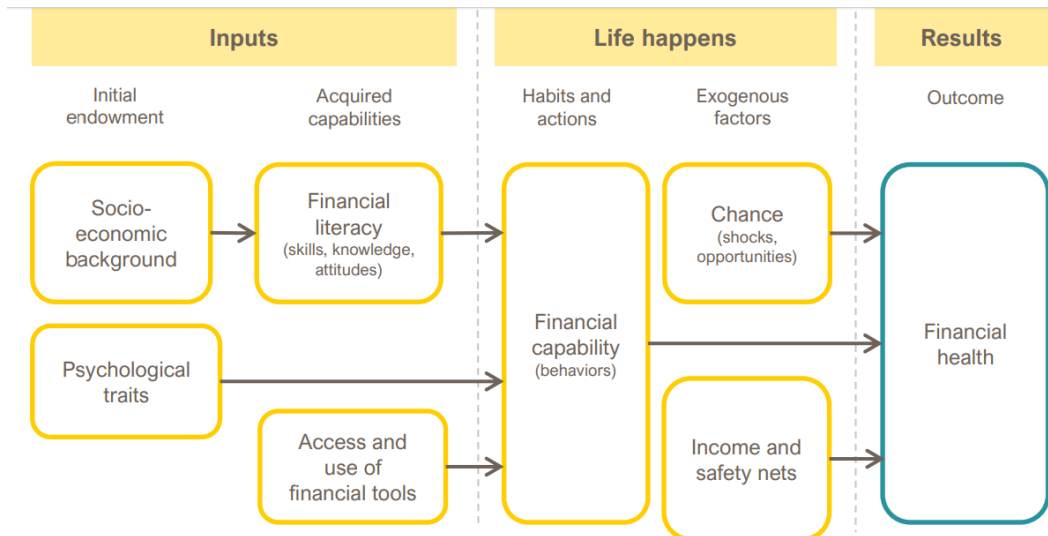 Inputs
Life happens
Results
Initial
endowment
Acquired
capabilities
Habits and
actions
Exogenous
factors
Outcome
Socio-
economic
background
Financial
literacy
(skills, knowledge,
attitudes)
Psychological
traits
Access and
use of
financial tools
Financial
capability
(behaviors)
Chance
(shocks,
opportunities)
Income and
safety nets
Financial
health